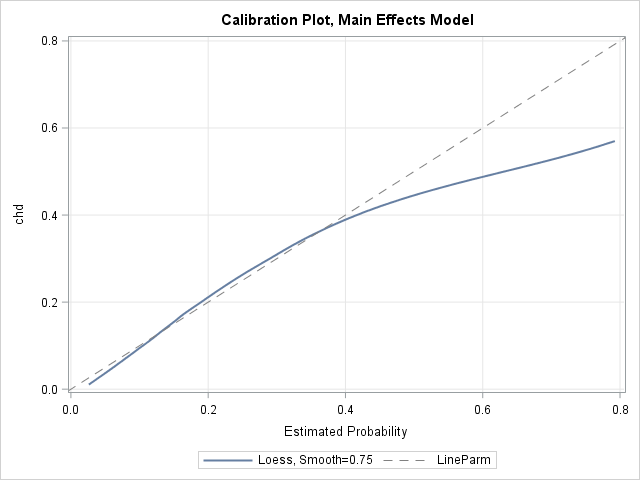 Calibration Plot, Main Effects Model
0.8
0.6
0.4
0.2
0.0
chd
0.0 0.2 0.4 0.6 0.8
Estimated Probability
Loess, Smooth=0.75 LineParm